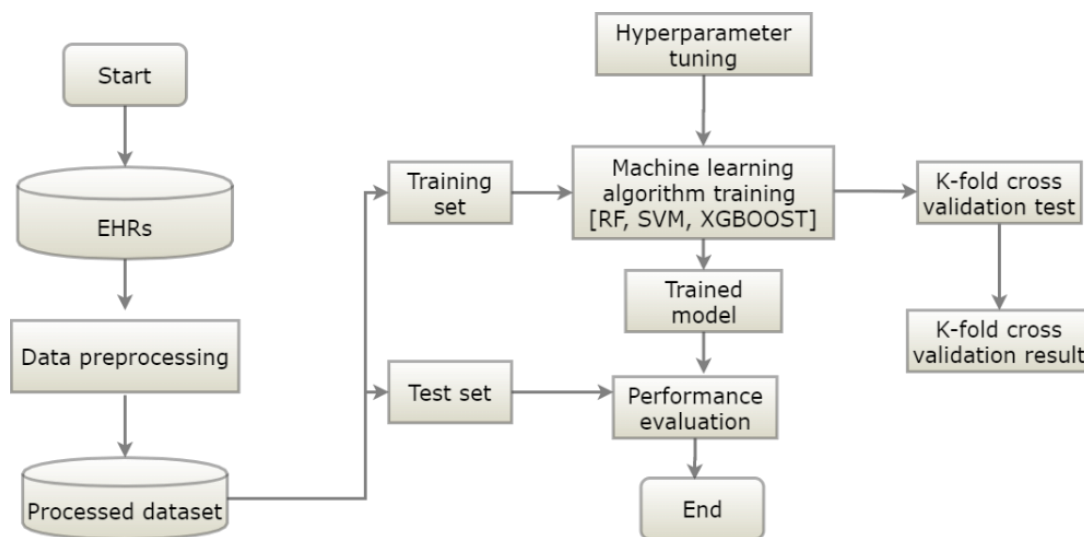 Start
EHRs
Data preprocessing
Processed dataset
Training
set
Test set
Hyperparameter
tuning
Machine learning
algorithm training
[RF, SVM, XGBOOST]
Trained
model
Performance
evaluation
End
K-fold cross
validation test
K-fold cross
validation result